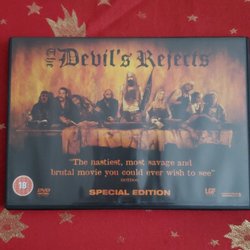 The
Devil's Rejects
"The nastiest, most savage and
brutal movie you could ever wish to see"
18
DVD
SPECIAL EDITION